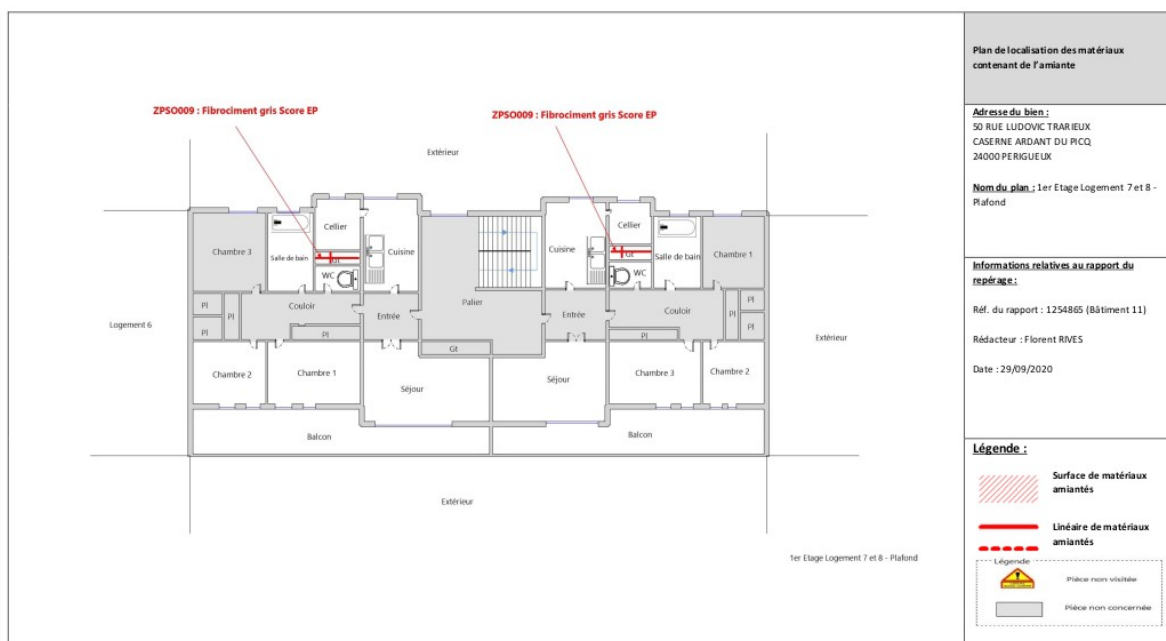 Plan de localisation des matériaux
contenant de l'amiante
Adresse du bien :
50 RUE LUDOVIC TRARIEUX
CASERNE ARDANT DU PICQ
24000 PERIGUEUX
Nom du plan : 1er Etage Logement 7 et 8 -
Plafond
Informations relatives au rapport du
repérage :
Réf. du rapport : 1254865 (Bâtiment 11)
Rédacteur : Florent RIVES
Date : 29/09/2020
Légende :
Surface de matériaux
amiantés
Linéaire de matériaux
amiantés
Légende
Pièce non visitée
Pièce non concernée
ZPSO009 : Fibrociment gris Score EP
ZPSO009 : Fibrociment gris Score EP
Extérieur
Cellier
Cellier
Chambre 3
Salle de bain
Gt
Cuisine
Cuisine
Gt
Salle de bain
Chambre 1
WC
WC
Pl
Pl
Couloir
Entrée
Palier
Entrée
Couloir
Pl
Pl
Logement 6
Pl
Pl
Pl
Pl
Pl
Gt
Extérieur
Chambre 2
Chambre 1
Séjour
Séjour
Chambre 3
Chambre 2
Balcon
Balcon
Extérieur
1er Etage Logement 7 et 8 - Plafond